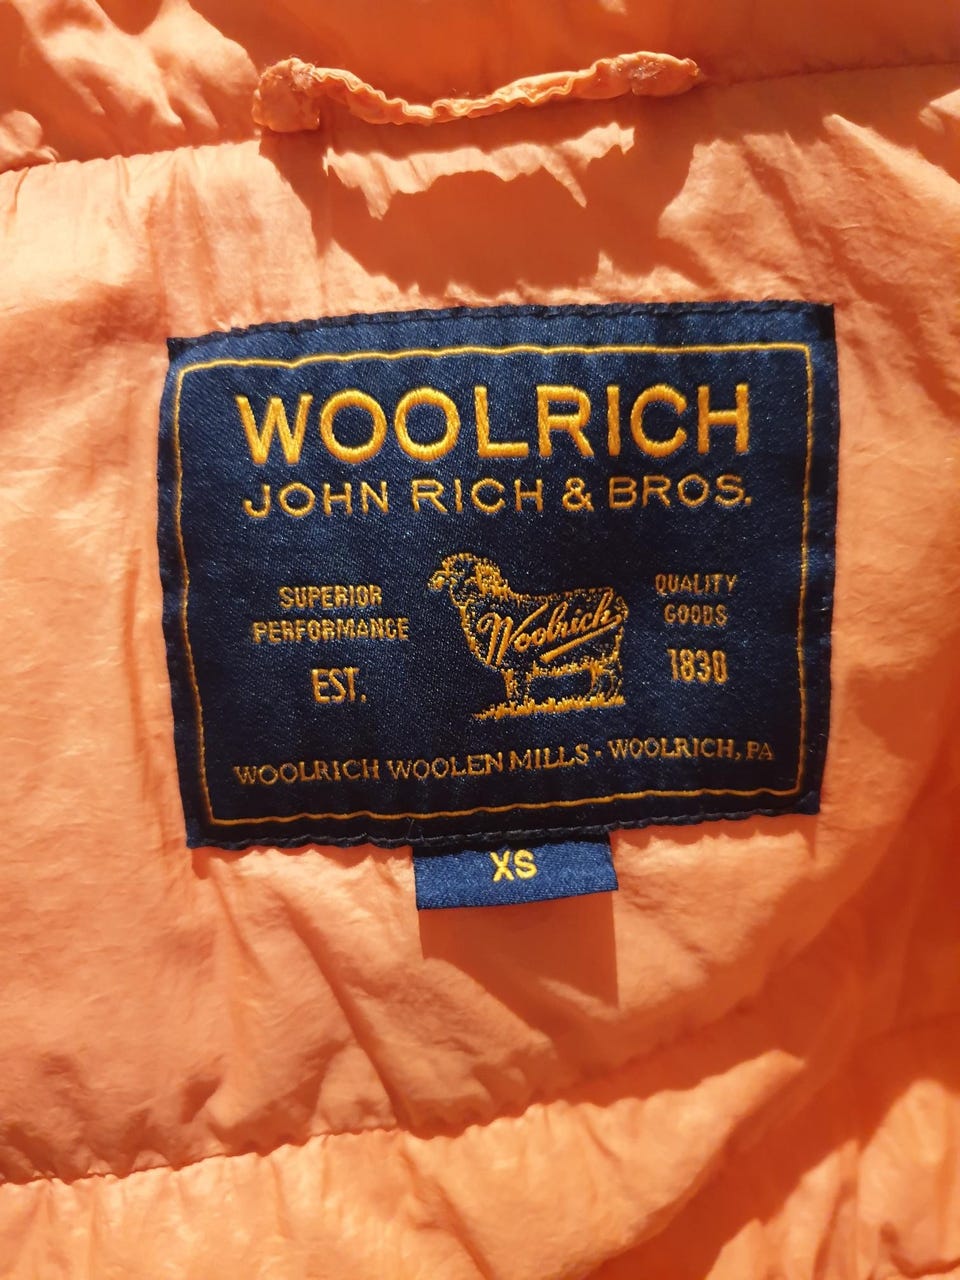 WOOLRICH
JOHN RICH & BROS.
SUPERIOR
PERFORMANCE
EST.
Woolrich
QUALITY
GOODS
1830
WOOLRICH WOOLEN MILLS - WOOLRICH, PA
XS